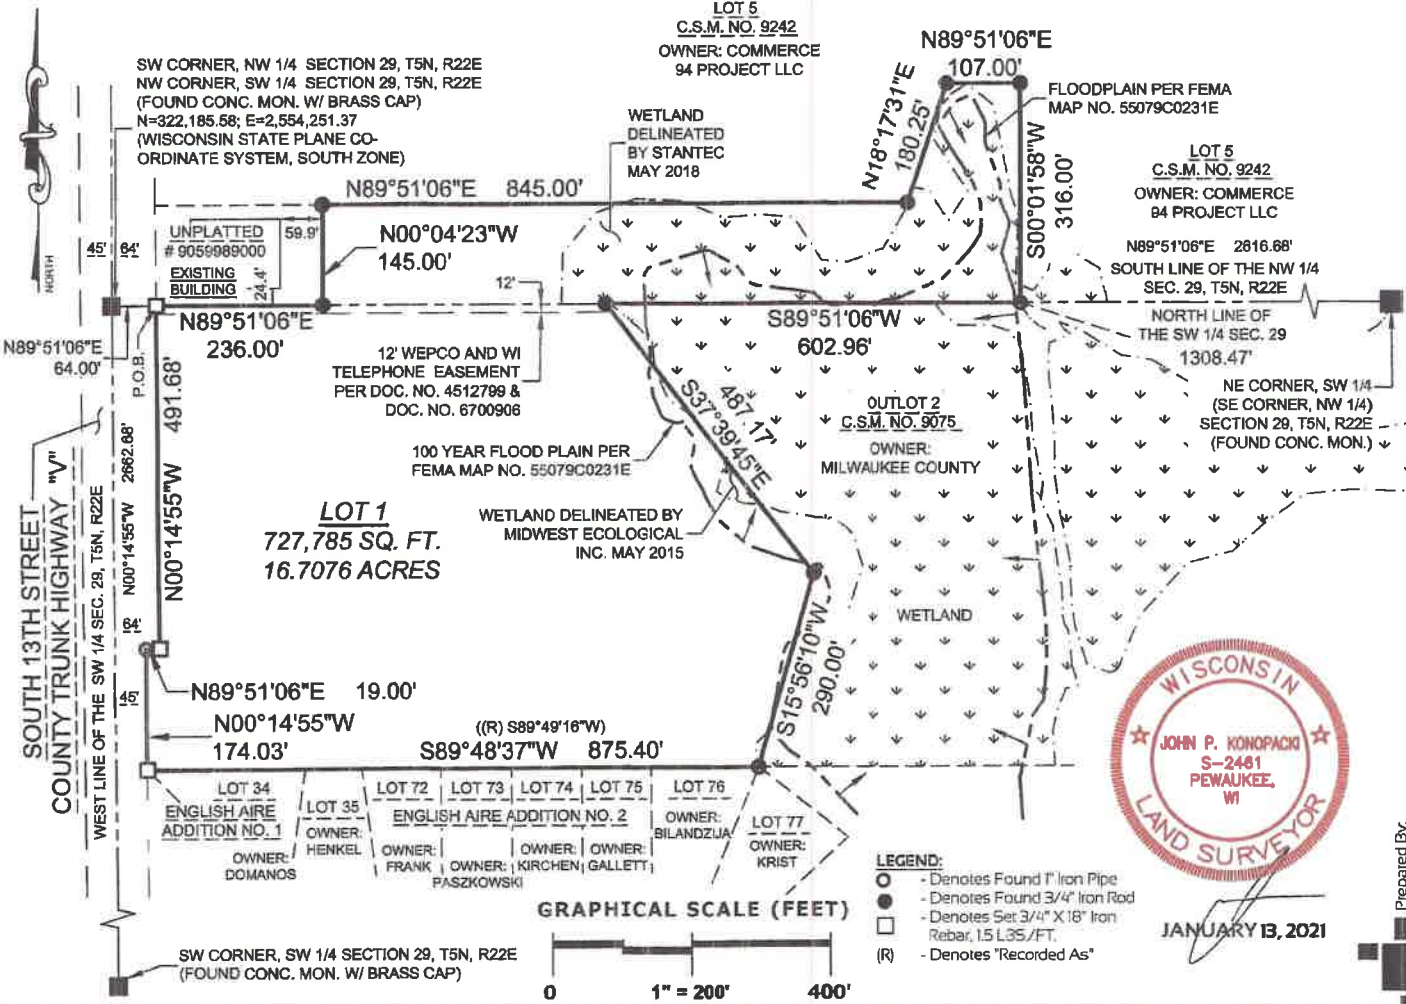 LOT 5
C.S.M. NO. 9242
OWNER: COMMERCE
94 PROJECT LLC
N89°51'06"E
107.00'
SW CORNER, NW 1/4 SECTION 29, T5N, R22E
NW CORNER, SW 1/4 SECTION 29, T5N, R22E
(FOUND CONC. MON. W/ BRASS CAP)
N=322,185.58; E=2,554,251.37
(WISCONSIN STATE PLANE CO-
ORDINATE SYSTEM, SOUTH ZONE)
WETLAND
DELINEATED
BY STANTEC
MAY 2018
N18°17'31"E
180.25'
FLOODPLAIN PER FEMA
MAP NO. 55079C0231E
S00°01'58"W
316.00'
LOT 5
C.S.M. NO. 9242
OWNER: COMMERCE
94 PROJECT LLC
NORTH
N89°51'06"E 845.00'
UNPLATTED
# 9059989000
59.9'
EXISTING
BUILDING
24.4'
N00°04'23"W
145.00'
45' 64'
N89°51'06"E 2616.68'
SOUTH LINE OF THE NW 1/4
SEC. 29, T5N, R22E
NORTH LINE OF
THE SW 1/4 SEC. 29
1308.47'
12'
N89°51'06"E
236.00'
S89°51'06"W
602.96'
N89°51'06"E
64.00'
P.O.B.
491.68'
N00°14'55"W
12' WEPCO AND WI
TELEPHONE EASEMENT
PER DOC. NO. 4512799 &
DOC. NO. 6700906
487.17'
S37°39'45"E
OUTLOT 2
C.S.M. NO. 9075
OWNER:
MILWAUKEE COUNTY
NE CORNER, SW 1/4
(SE CORNER, NW 1/4)
SECTION 29, T5N, R22E
(FOUND CONC. MON.)
100 YEAR FLOOD PLAIN PER
FEMA MAP NO. 55079C0231E
LOT 1
727,785 SQ. FT.
16.7076 ACRES
WETLAND DELINEATED BY
MIDWEST ECOLOGICAL
INC. MAY 2015
SOUTH 13TH STREET
COUNTY TRUNK HIGHWAY "V"
WEST LINE OF THE SW 1/4 SEC. 29, T5N, R22E
N00°14'55"W 2662.68'
64'
45'
WETLAND
S15°56'10"W
290.00'
N89°51'06"E 19.00'
N00°14'55"W
174.03'
((R) S89°49'16"W)
S89°48'37"W 875.40'
LOT 34
ENGLISH AIRE
ADDITION NO. 1
OWNER:
DOMANOS
LOT 35
OWNER:
HENKEL
LOT 72 LOT 73 LOT 74 LOT 75
ENGLISH AIRE ADDITION NO. 2
OWNER:
FRANK
OWNER:
PASZKOWSKI
OWNER:
KIRCHEN
OWNER:
GALLETT
LOT 76
OWNER:
BILANDZIJA
LOT 77
OWNER:
KRIST
WISCONSIN
JOHN P. KONOPACKI
S-2461
PEWAUKEE,
WI
LAND SURVEYOR
JANUARY 13, 2021
LEGEND:
- Denotes Found 1" Iron Pipe
- Denotes Found 3/4" Iron Rod
- Denotes Set 3/4" X 18" Iron
Rebar, 1.5 LBS/FT.
(R) - Denotes "Recorded As"
GRAPHICAL SCALE (FEET)
0 1" = 200' 400'
SW CORNER, SW 1/4 SECTION 29, T5N, R22E
(FOUND CONC. MON. W/ BRASS CAP)
Prepared By: